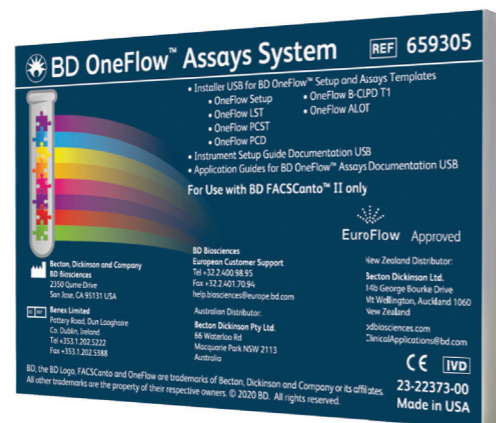 BD OneFlow™ Assays System
REF 659305
• Installer USB for BD OneFlow™ Setup and Assays Templates
• OneFlow Setup
• OneFlow LST
• OneFlow PCST
• OneFlow PCD
• OneFlow B-CLPD T1
• OneFlow ALOT
• Instrument Setup Guide Documentation USB
• Application Guides for BD OneFlow™ Assays Documentation USB
For Use with BD FACSCanto™ II only
EuroFlow Approved
Becton, Dickinson and Company
BD Biosciences
2350 Qume Drive
San Jose, CA 95131 USA
EC REP
Benex Limited
Pottery Road, Dun Laoghaire
Co. Dublin, Ireland
Tel +353.1.202.5222
Fax +353.1.202.5388
BD Biosciences
European Customer Support
Tel +32.2.400.98.95
Fax +32.2.401.70.94
help.biosciences@europe.bd.com
Australian Distributor:
Becton Dickinson Pty Ltd.
66 Waterloo Rd
Macquarie Park NSW 2113
Australia
New Zealand Distributor:
Becton Dickinson Ltd.
14b George Bourke Drive
Mt Wellington, Auckland 1060
New Zealand
bdbiosciences.com
ClinicalApplications@bd.com
CE IVD
23-22373-00
Made in USA
BD, the BD Logo, FACSCanto and OneFlow are trademarks of Becton, Dickinson and Company or its affiliates.
All other trademarks are the property of their respective owners. © 2020 BD. All rights reserved.